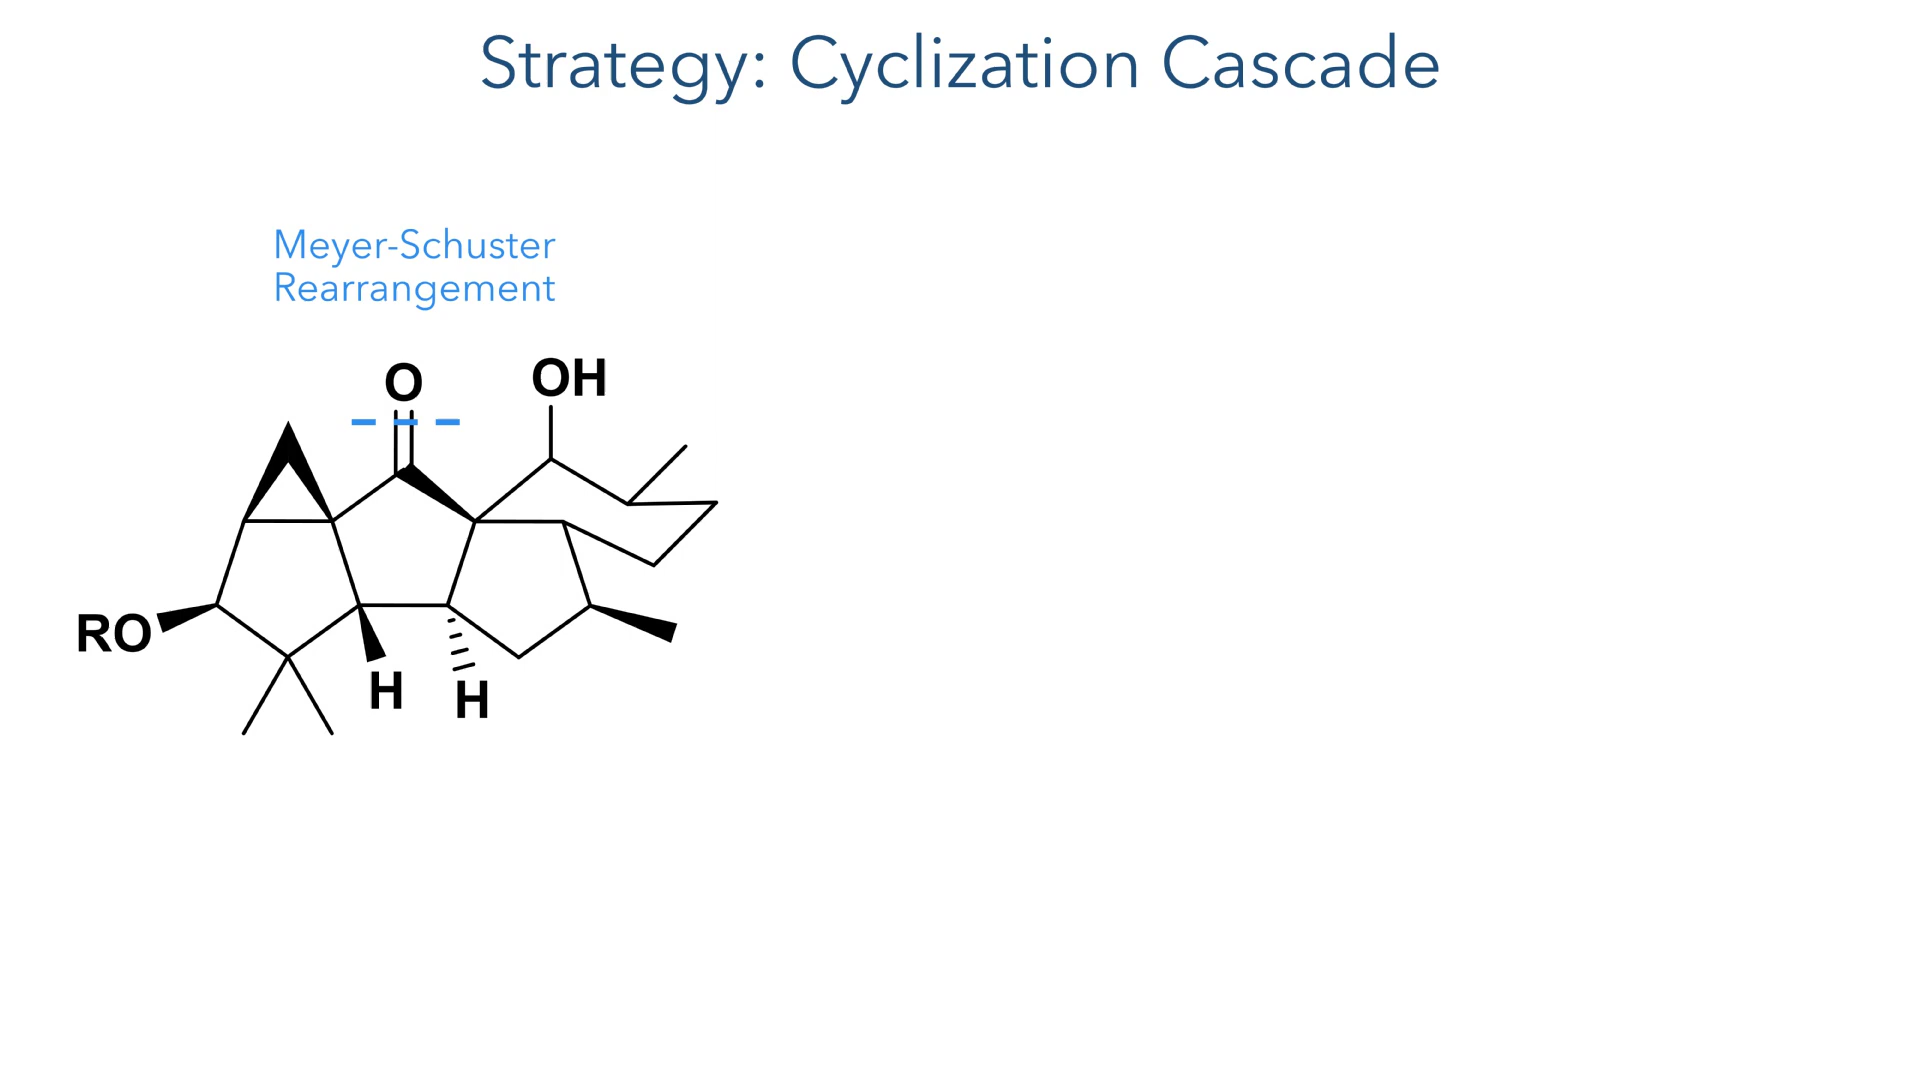 Strategy: Cyclization Cascade
Meyer-Schuster
Rearrangement
O
OH
RO
H
H